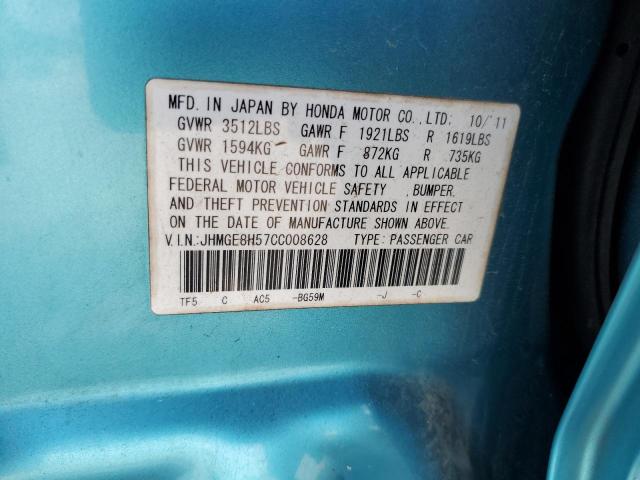 MFD. IN JAPAN BY HONDA MOTOR CO., LTD: 10/'11
GVWR 3512LBS GAWR F 1921LBS R 1619LBS
GVWR 1594KG GAWR F 872KG R 735KG
THIS VEHICLE CONFORMS TO ALL APPLICABLE
FEDERAL MOTOR VEHICLE SAFETY , BUMPER,
AND THEFT PREVENTION STANDARDS IN EFFECT
ON THE DATE OF MANUFACTURE SHOWN ABOVE.
V.I.N.:JHMGE8H57CC008628 TYPE: PASSENGER CAR
TF5 C AC5 -BG59M -J -C